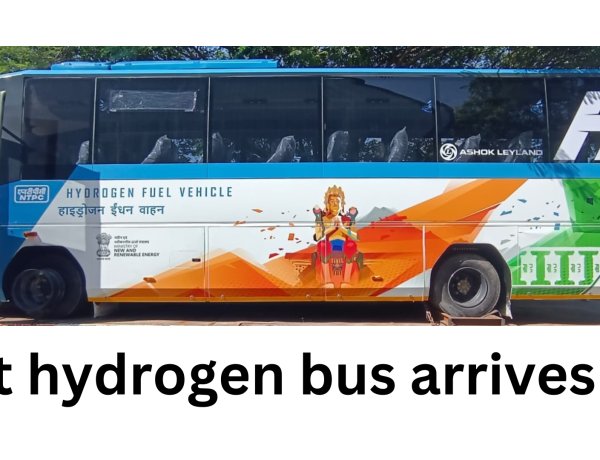 ASHOK LEYLAND
एनटीपीसी
NTPC
HYDROGEN FUEL VEHICLE
हाइड्रोजन ईंधन वाहन
MINISTRY OF
NEW AND
RENEWABLE ENERGY
t hydrogen bus arrives